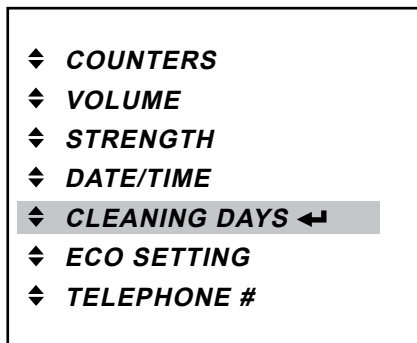 COUNTERS
VOLUME
STRENGTH
DATE/TIME
CLEANING DAYS
ECO SETTING
TELEPHONE #